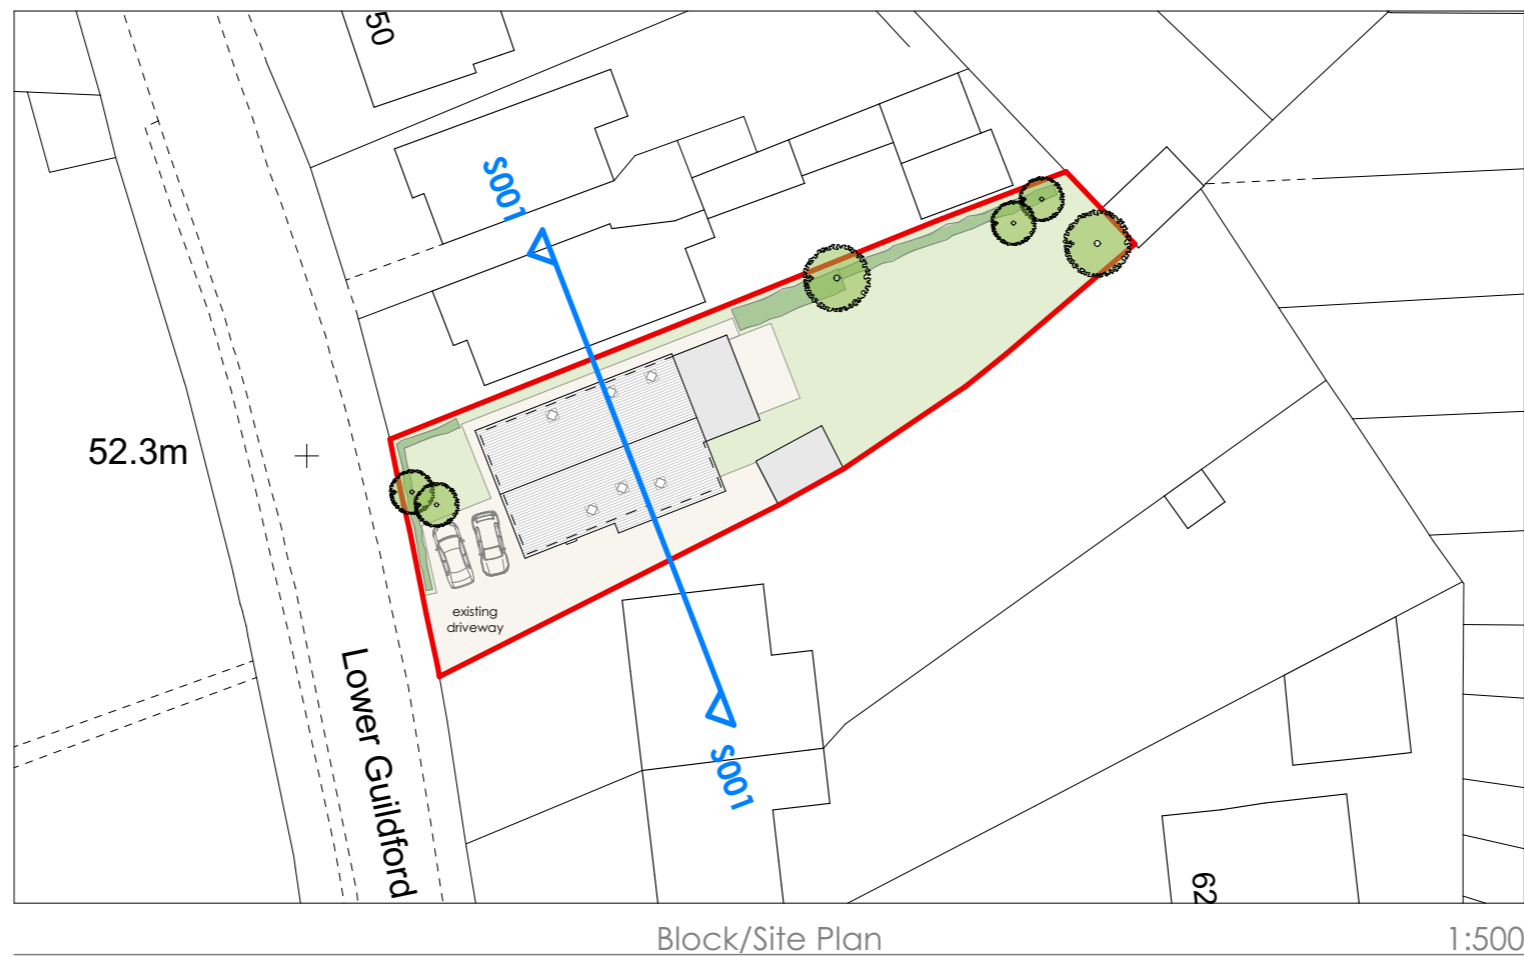 50
S001
52.3m
existing
driveway
Lower Guildford
S001
62
Block/Site Plan
1:500